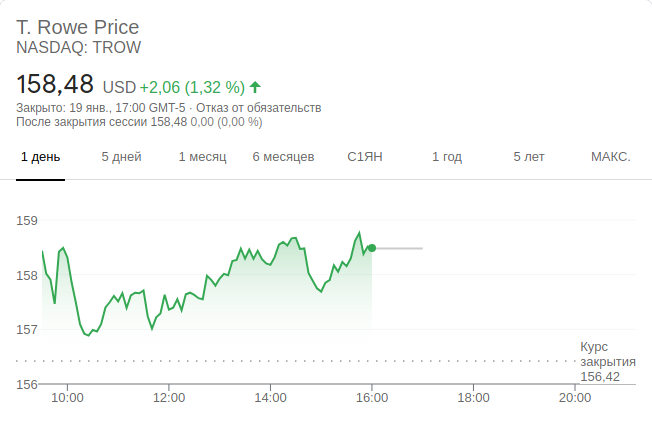 T. Rowe Price
NASDAQ: TROW
158,48 USD +2,06 (1,32 %)
Закрыто: 19 янв., 17:00 GMT-5 · Отказ от обязательств
После закрытия сессии 158,48 0,00 (0,00 %)
1 день 5 дней 1 месяц 6 месяцев С1ЯН 1 год 5 лет МАКС.
159
158
157
Курс
закрытия
156,42
156
10:00 12:00 14:00 16:00 18:00 20:00